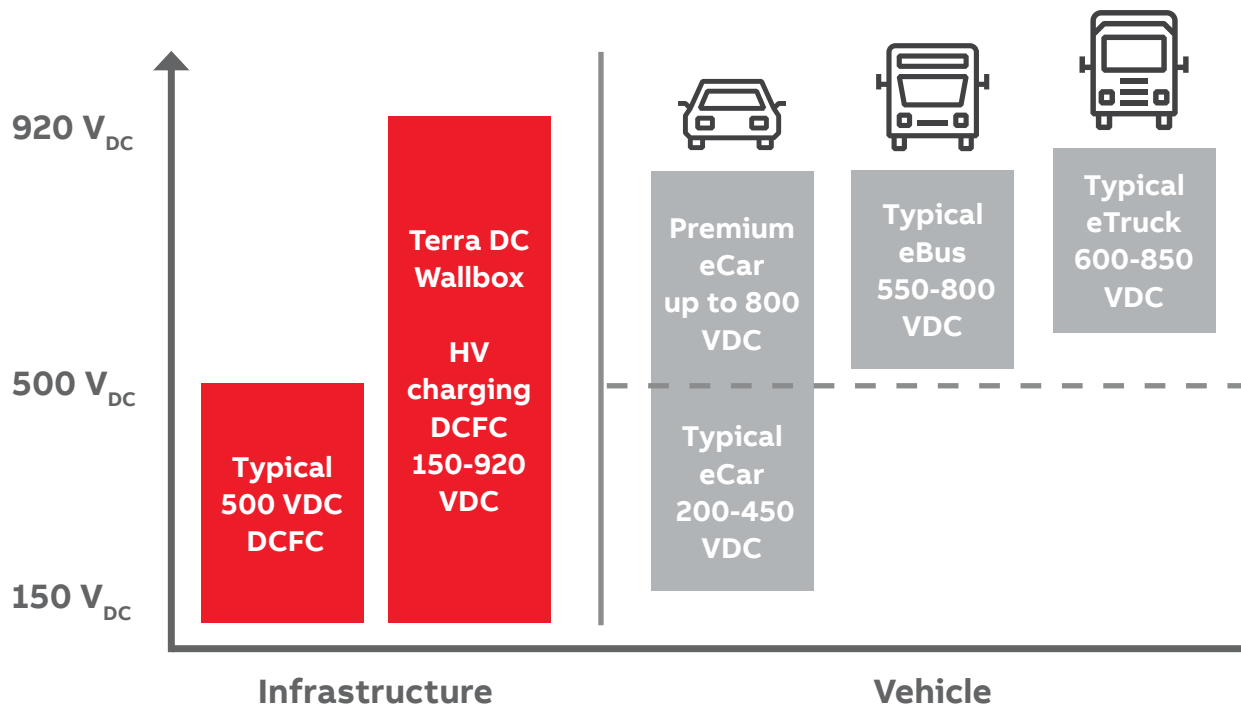 920 VDC
500 VDC
150 VDC
Typical
500 VDC
DCFC
Terra DC
Wallbox
HV
charging
DCFC
150-920
VDC
Premium
eCar
up to 800
VDC
Typical
eCar
200-450
VDC
Typical
eBus
550-800
VDC
Typical
eTruck
600-850
VDC
Infrastructure
Vehicle